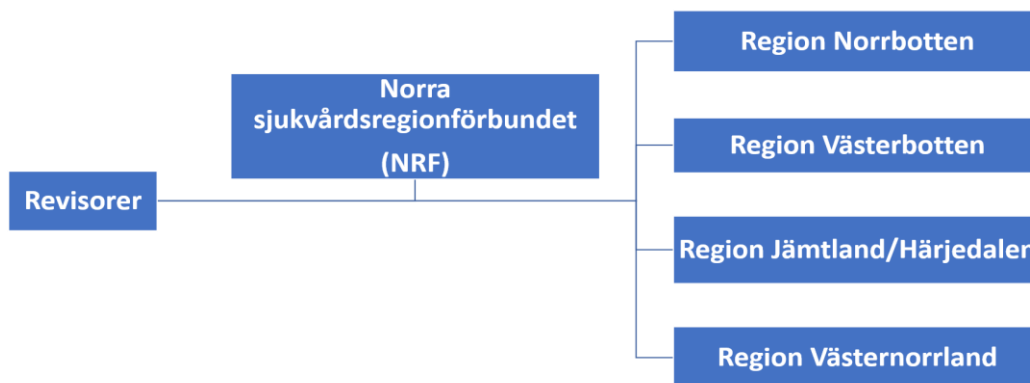 Region Norrbotten
Norra
sjukvårdsregionförbundet
(NRF)
Region Västerbotten
Revisorer
Region Jämtland/Härjedalen
Region Västernorrland